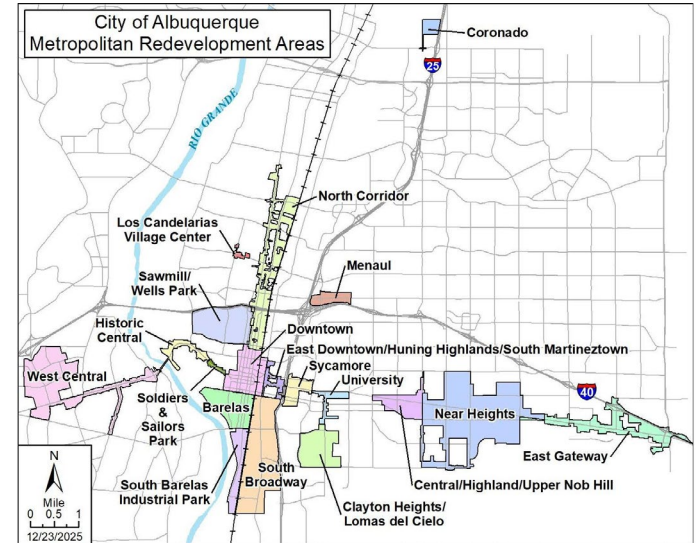 City of Albuquerque
Metropolitan Redevelopment Areas
Coronado
25
RIO GRANDE
North Corridor
Los Candelarias
Village Center
Menaul
Sawmill/
Wells Park
Historic
Central
Downtown
East Downtown/Huning Highlands/South Martineztown
Sycamore
University
West Central
Soldiers
&
Sailors
Park
Barelas
Near Heights
40
East Gateway
South Barelas
Industrial Park
South
Broadway
Central/Highland/Upper Nob Hill
Clayton Heights/
Lomas del Cielo
N
Mile
0 0.5 1
12/23/2025